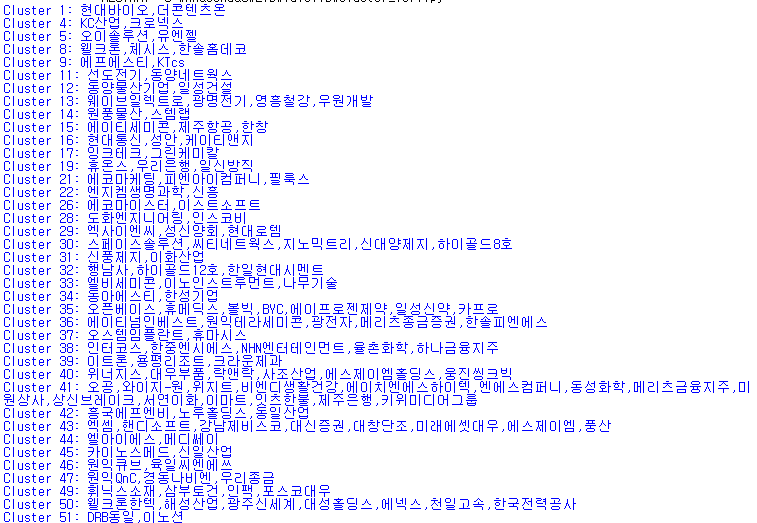 Cluster 1: 현대바이오,더콘텐츠온
Cluster 4: KC산업,크로넥스
Cluster 5: 오이솔루션,유엔젤
Cluster 8: 웰크론,체시스,한솔홈데코
Cluster 9: 에프에스티,KTcs
Cluster 11: 선도전기,동양네트웍스
Cluster 12: 동양물산기업,일성건설
Cluster 13: 웨이브일렉트로,광명전기,영흥철강,우원개발
Cluster 14: 원풍물산,스템랩
Cluster 15: 에이티세미콘,제주항공,한창
Cluster 16: 현대통신,성안,케이티앤지
Cluster 17: 잉크테크,그린케미칼
Cluster 19: 휴온스,우리은행,일신방직
Cluster 21: 에코마케팅,피엔아이컴퍼니,필룩스
Cluster 22: 엔지켐생명과학,신흥
Cluster 26: 에코마이스터,이스트소프트
Cluster 28: 도화엔지니어링,인스코비
Cluster 29: 엑사이엔씨,성신양회,현대로템
Cluster 30: 스페이스솔루션,씨티네트웍스,지노믹트리,신대양제지,하이골드8호
Cluster 31: 신풍제지,이화산업
Cluster 32: 행남사,하이골드12호,한일현대시멘트
Cluster 33: 엘비세미콘,이노인스트루먼트,나무기술
Cluster 34: 동아에스티,한성기업
Cluster 35: 오픈베이스,휴메딕스,볼빅,BYC,에이프로젠제약,일성신약,카프로
Cluster 36: 에이티넘인베스트,원익테라세미콘,광전자,메리츠종금증권,한솔피엔에스
Cluster 37: 오스템임플란트,휴마시스
Cluster 38: 인터코스,한중엔시에스,NHN엔터테인먼트,율촌화학,하나금융지주
Cluster 39: 이트론,용평리조트,크라운제과
Cluster 40: 위너지스,대우부품,락앤락,사조산업,에스제이엠홀딩스,웅진씽크빅
Cluster 41: 오공,와이지-원,위지트,비엔디생활건강,에이치엔에스하이텍,엔에스컴퍼니,동성화학,메리츠금융지주,미
원상사,상신브레이크,서연이화,이마트,잇츠한불,제주은행,키위미디어그룹
Cluster 42: 흥국에프엔비,노루홀딩스,동일산업
Cluster 43: 엑셈,핸디소프트,강남제비스코,대신증권,대창단조,미래에셋대우,에스제이엠,풍산
Cluster 44: 엘아이에스,메디쎄이
Cluster 45: 카이노스메드,신일산업
Cluster 46: 원익큐브,육일씨엔에쓰
Cluster 47: 원익QnC,경동나비엔,우리종금
Cluster 49: 휘닉스소재,삼부토건,인팩,포스코대우
Cluster 50: 웰크론한텍,해성산업,광주신세계,대성홀딩스,에넥스,천일고속,한국전력공사
Cluster 51: DRB동일,이노션